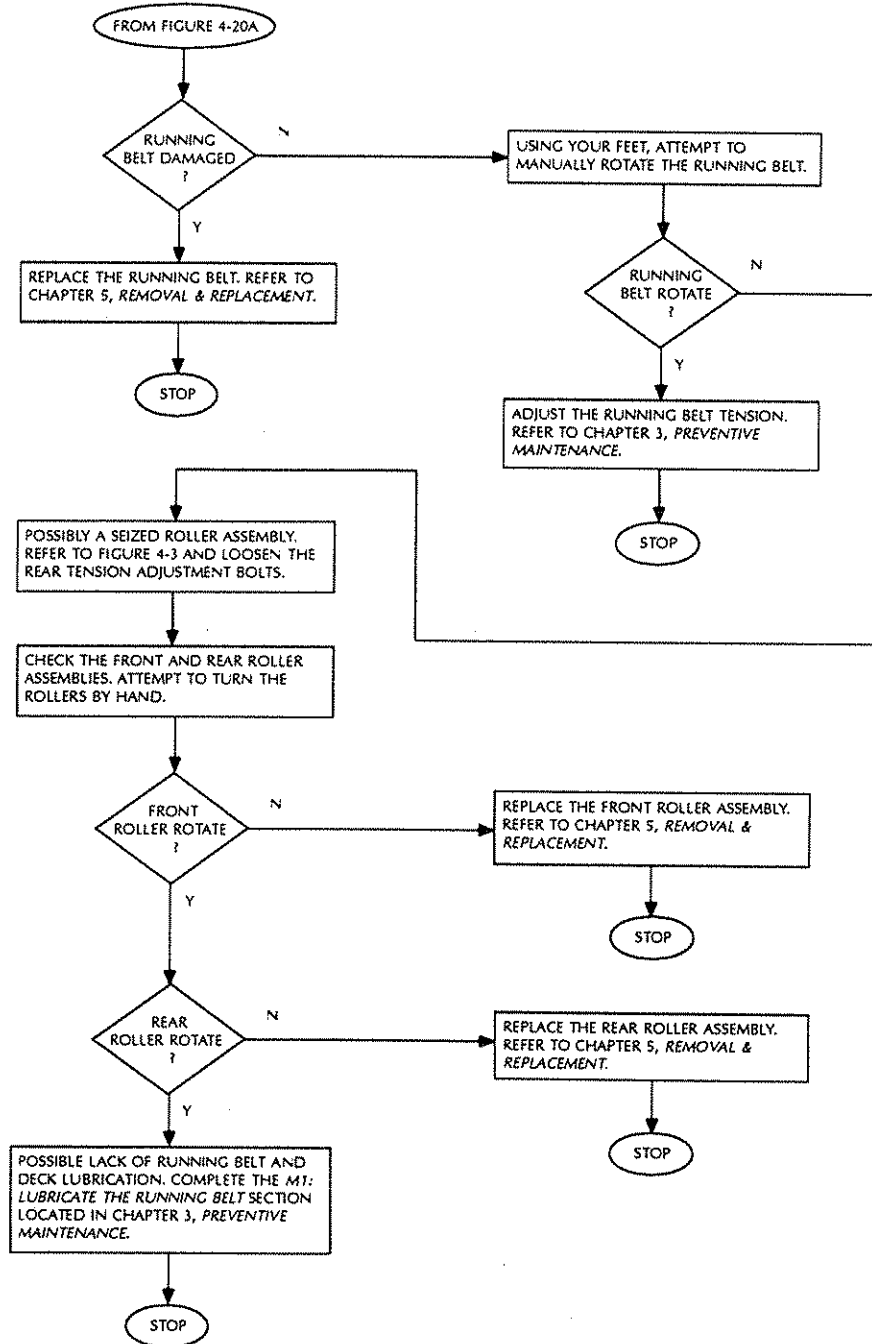 FROM FIGURE 4-20A
RUNNING
BELT DAMAGED
?
N
Y
REPLACE THE RUNNING BELT. REFER TO
CHAPTER 5, REMOVAL & REPLACEMENT.
STOP
USING YOUR FEET, ATTEMPT TO
MANUALLY ROTATE THE RUNNING BELT.
RUNNING
BELT ROTATE
?
N
Y
ADJUST THE RUNNING BELT TENSION.
REFER TO CHAPTER 3, PREVENTIVE
MAINTENANCE.
STOP
POSSIBLY A SEIZED ROLLER ASSEMBLY.
REFER TO FIGURE 4-3 AND LOOSEN THE
REAR TENSION ADJUSTMENT BOLTS.
CHECK THE FRONT AND REAR ROLLER
ASSEMBLIES. ATTEMPT TO TURN THE
ROLLERS BY HAND.
FRONT
ROLLER ROTATE
?
N
Y
REPLACE THE FRONT ROLLER ASSEMBLY.
REFER TO CHAPTER 5, REMOVAL &
REPLACEMENT.
STOP
REAR
ROLLER ROTATE
?
N
Y
REPLACE THE REAR ROLLER ASSEMBLY.
REFER TO CHAPTER 5, REMOVAL &
REPLACEMENT.
STOP
POSSIBLE LACK OF RUNNING BELT AND
DECK LUBRICATION. COMPLETE THE M1:
LUBRICATE THE RUNNING BELT SECTION
LOCATED IN CHAPTER 3, PREVENTIVE
MAINTENANCE.
STOP